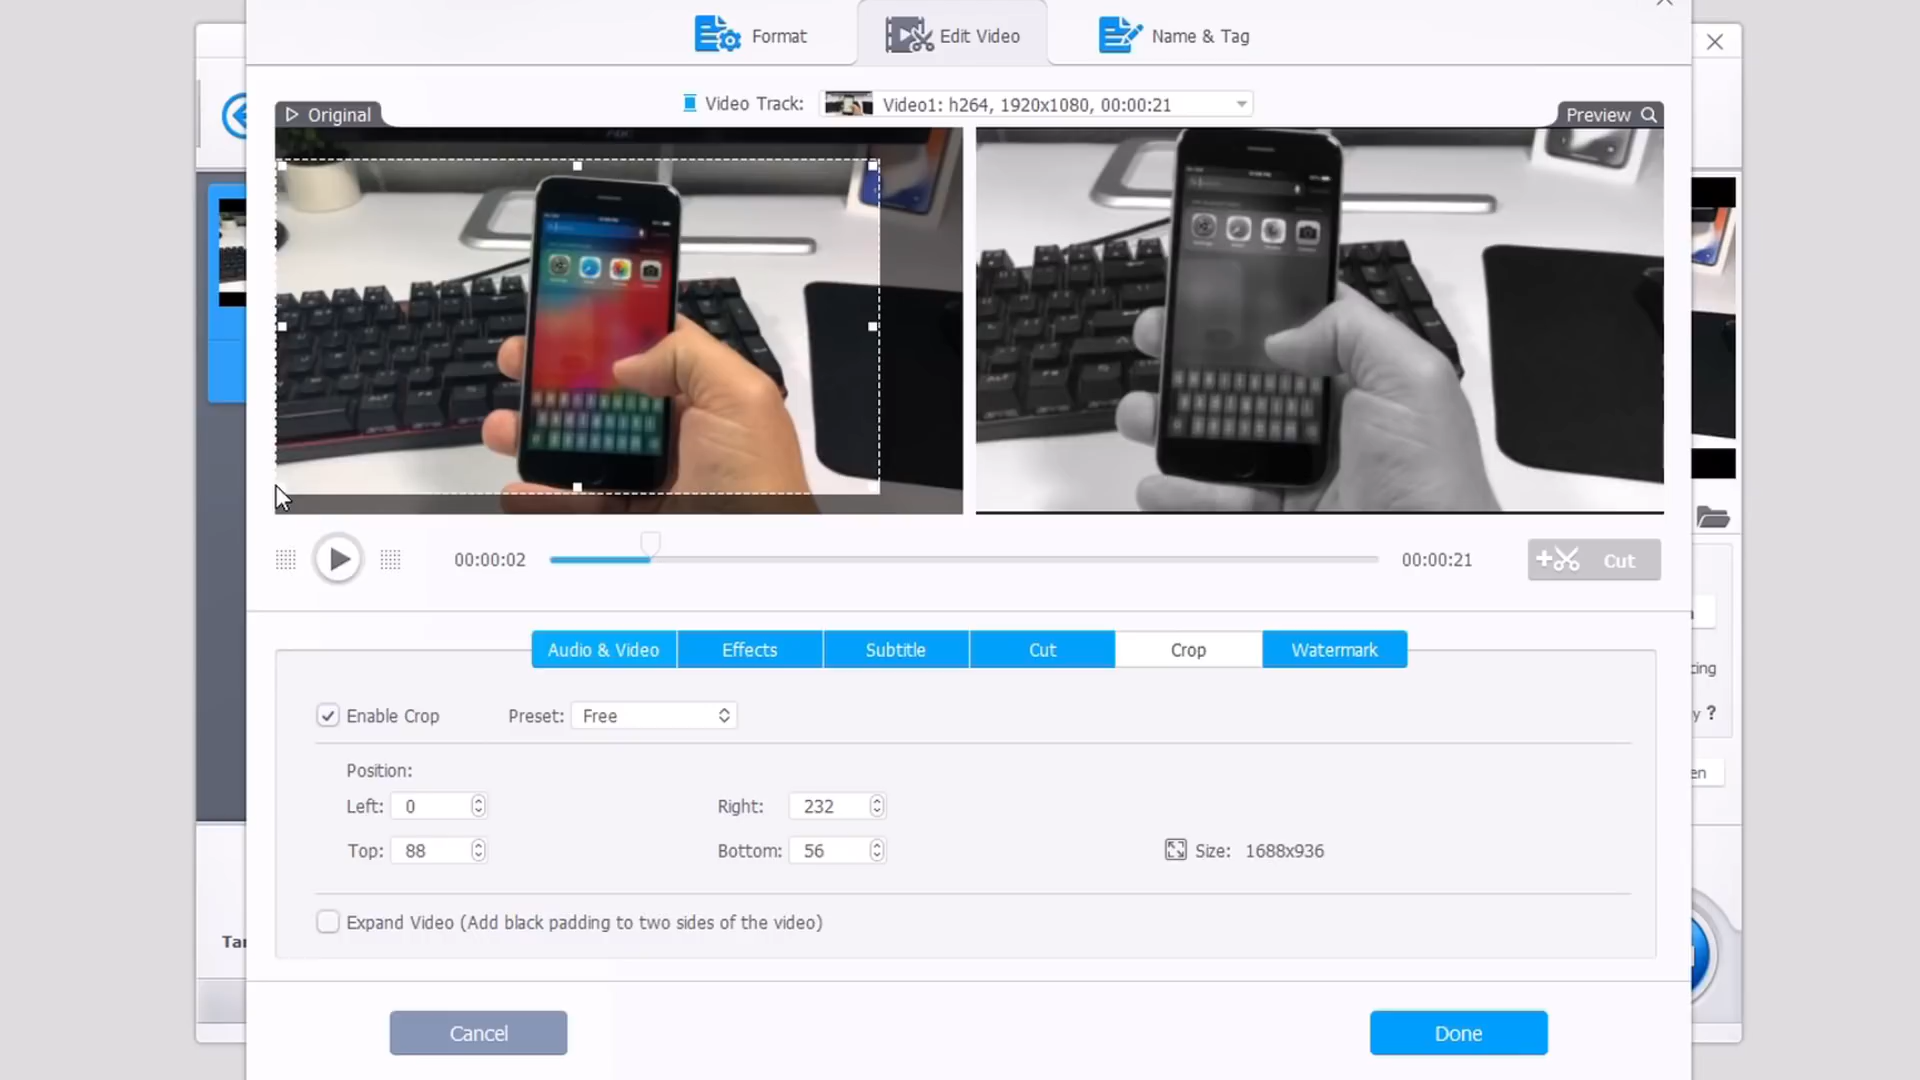 Format
Edit Video
Name & Tag
Original
Video Track:
Video1: h264, 1920x1080, 00:00:21
Preview
00:00:02
00:00:21
Cut
Audio & Video
Effects
Subtitle
Cut
Crop
Watermark
Enable Crop
Preset:
Free
Position:
Left:
0
Right:
232
Top:
88
Bottom:
56
Size:
1688x936
Expand Video (Add black padding to two sides of the video)
Cancel
Done
ting
y ?
en
Tar